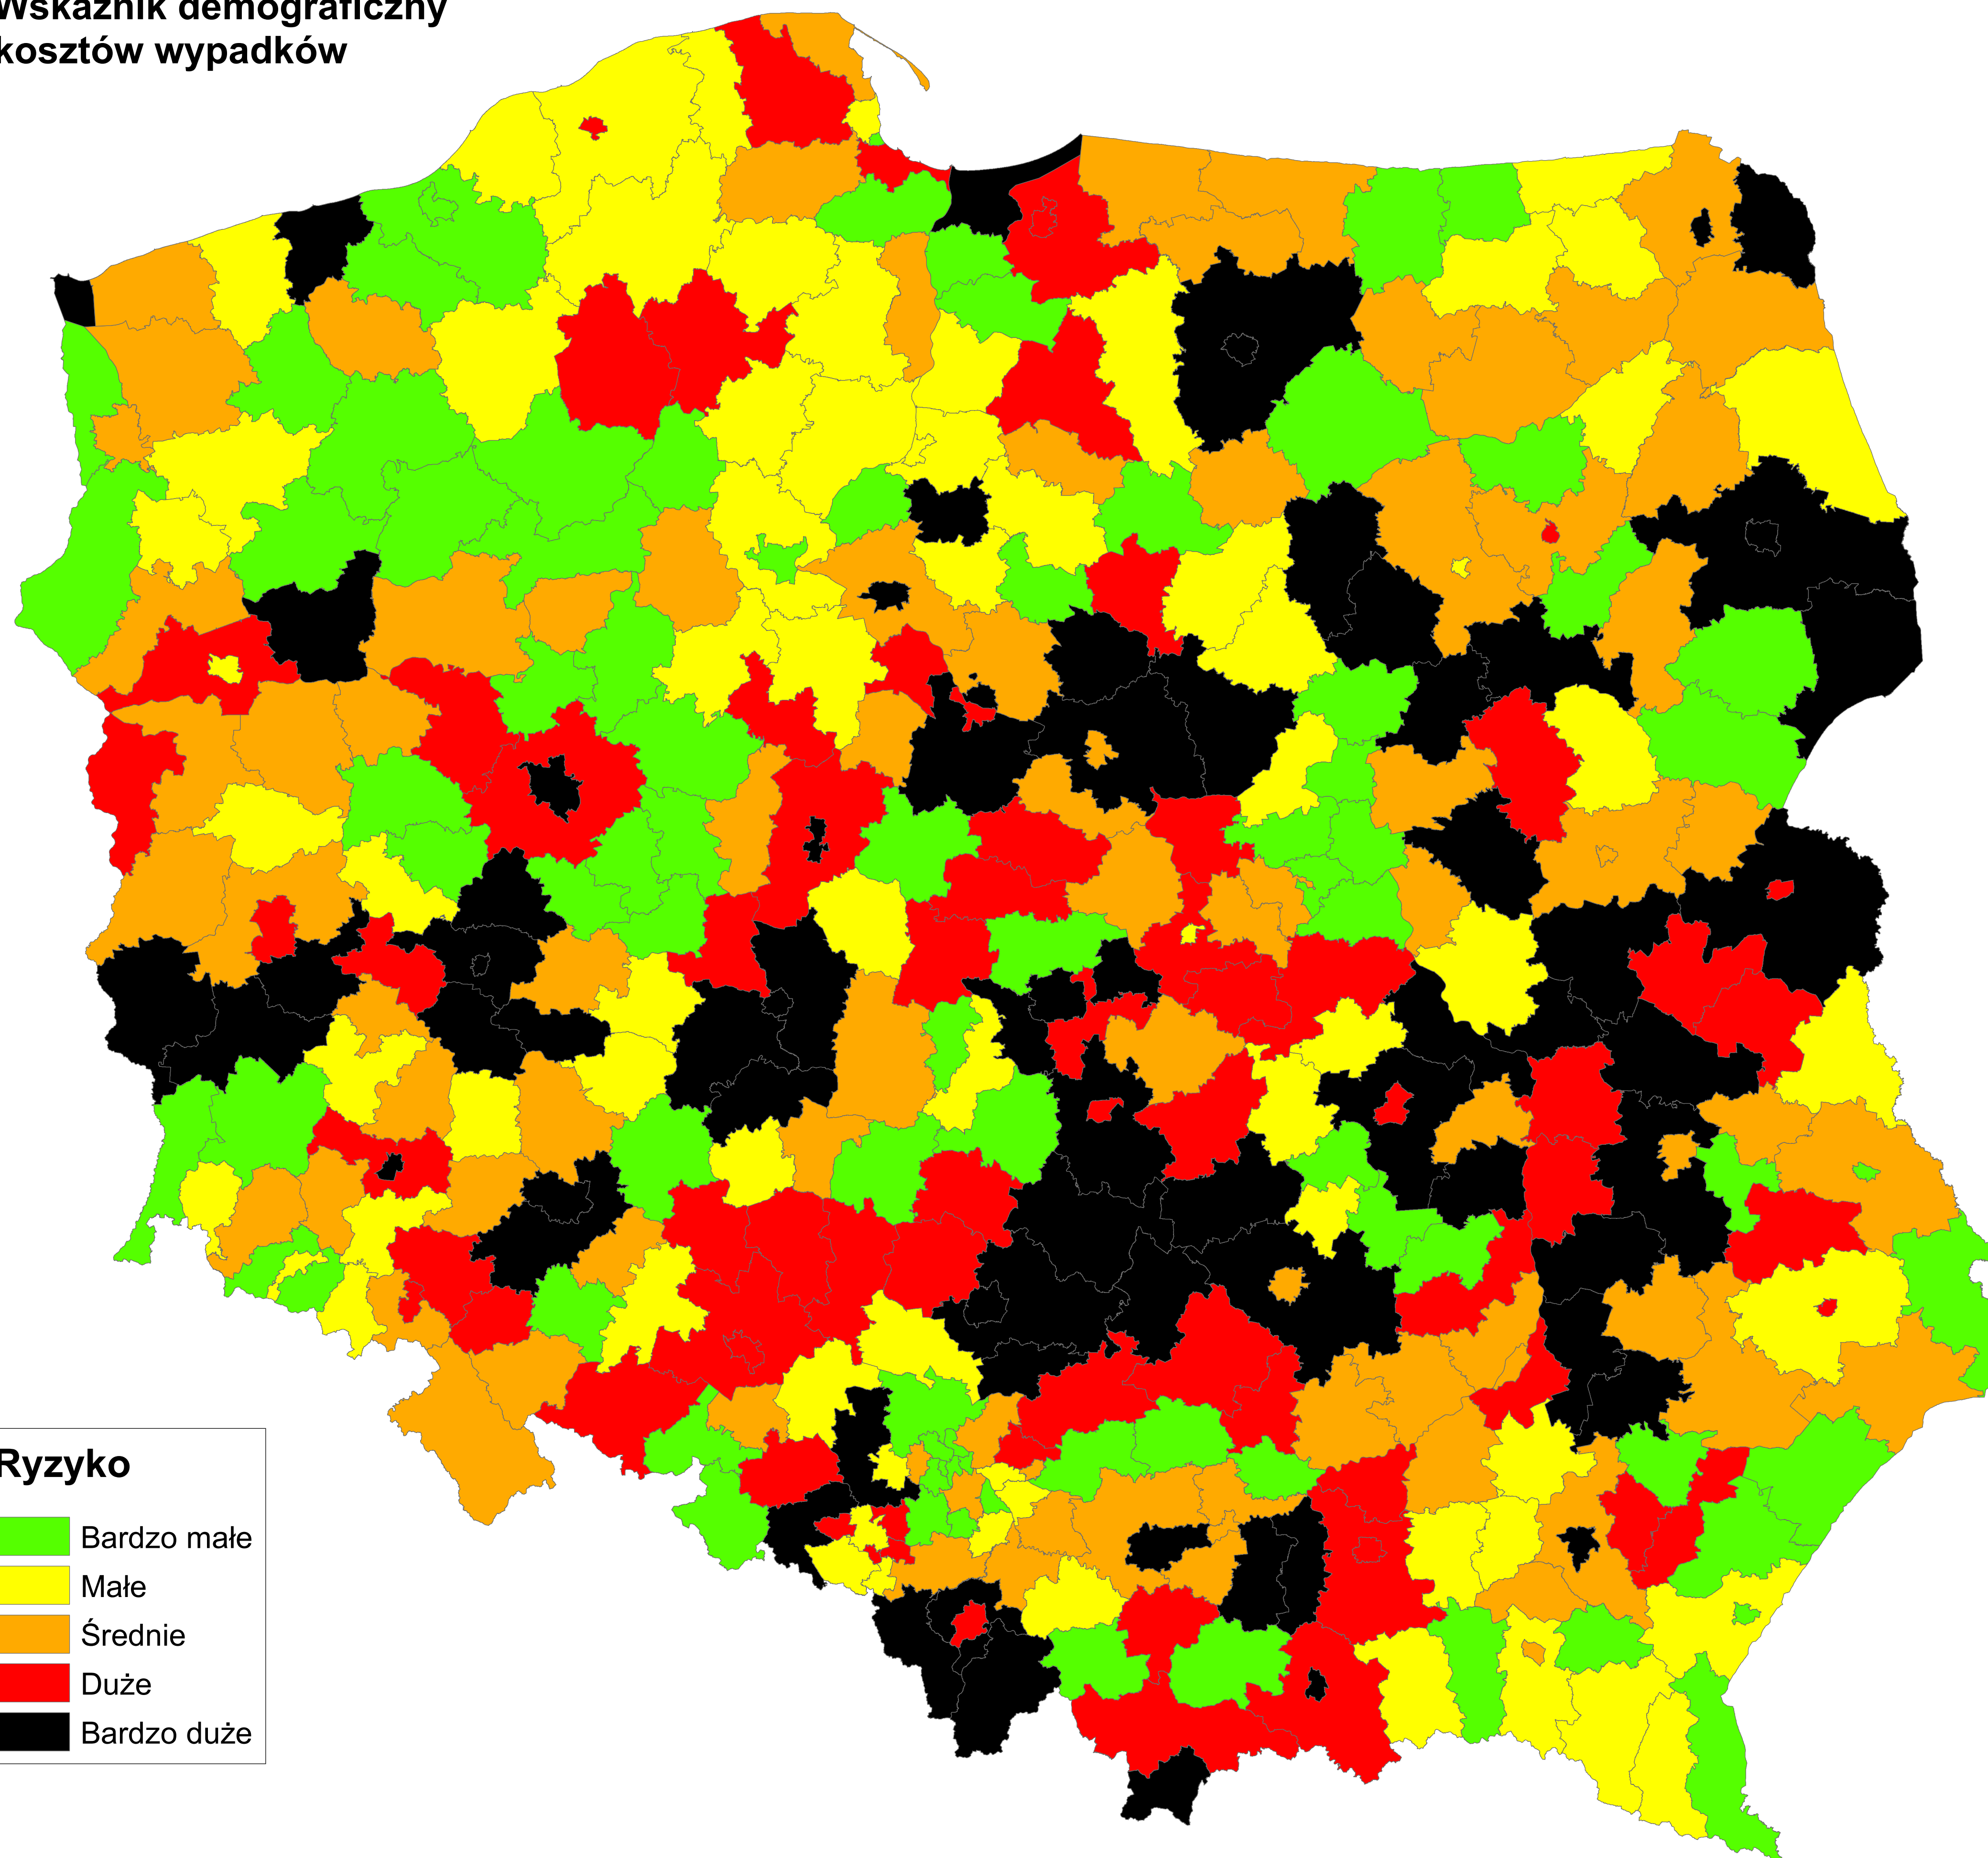 Wskaźnik demograficzny
kosztów wypadków
Ryzyko
Bardzo małe
Małe
Średnie
Duże
Bardzo duże